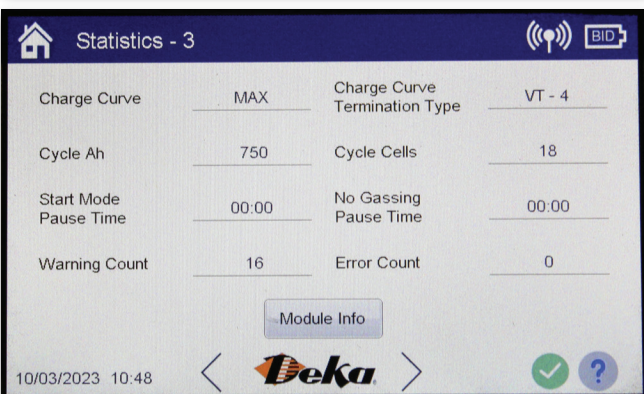 Statistics - 3
BID
Charge Curve
MAX
Charge Curve
Termination Type
VT - 4
Cycle Ah
750
Cycle Cells
18
Start Mode
Pause Time
00:00
No Gassing
Pause Time
00:00
Warning Count
16
Error Count
0
Module Info
10/03/2023 10:48
<
Deka
>
?